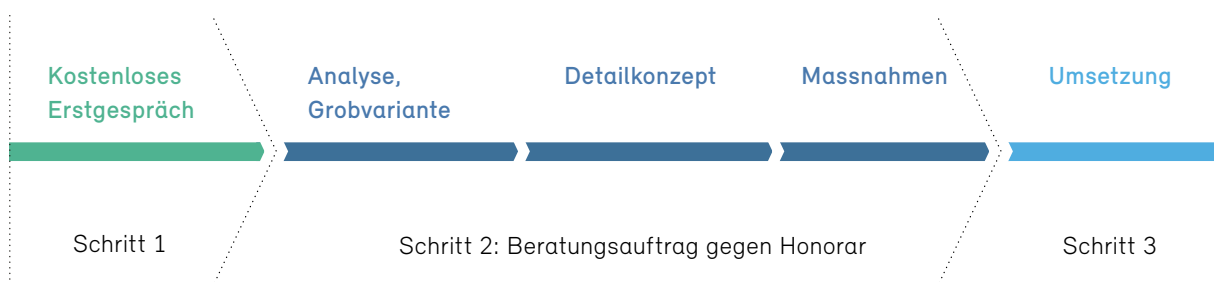 Kostenloses
Erstgespräch
Analyse,
Grobvariante
Detailkonzept
Massnahmen
Umsetzung
Schritt 1
Schritt 2: Beratungsauftrag gegen Honorar
Schritt 3